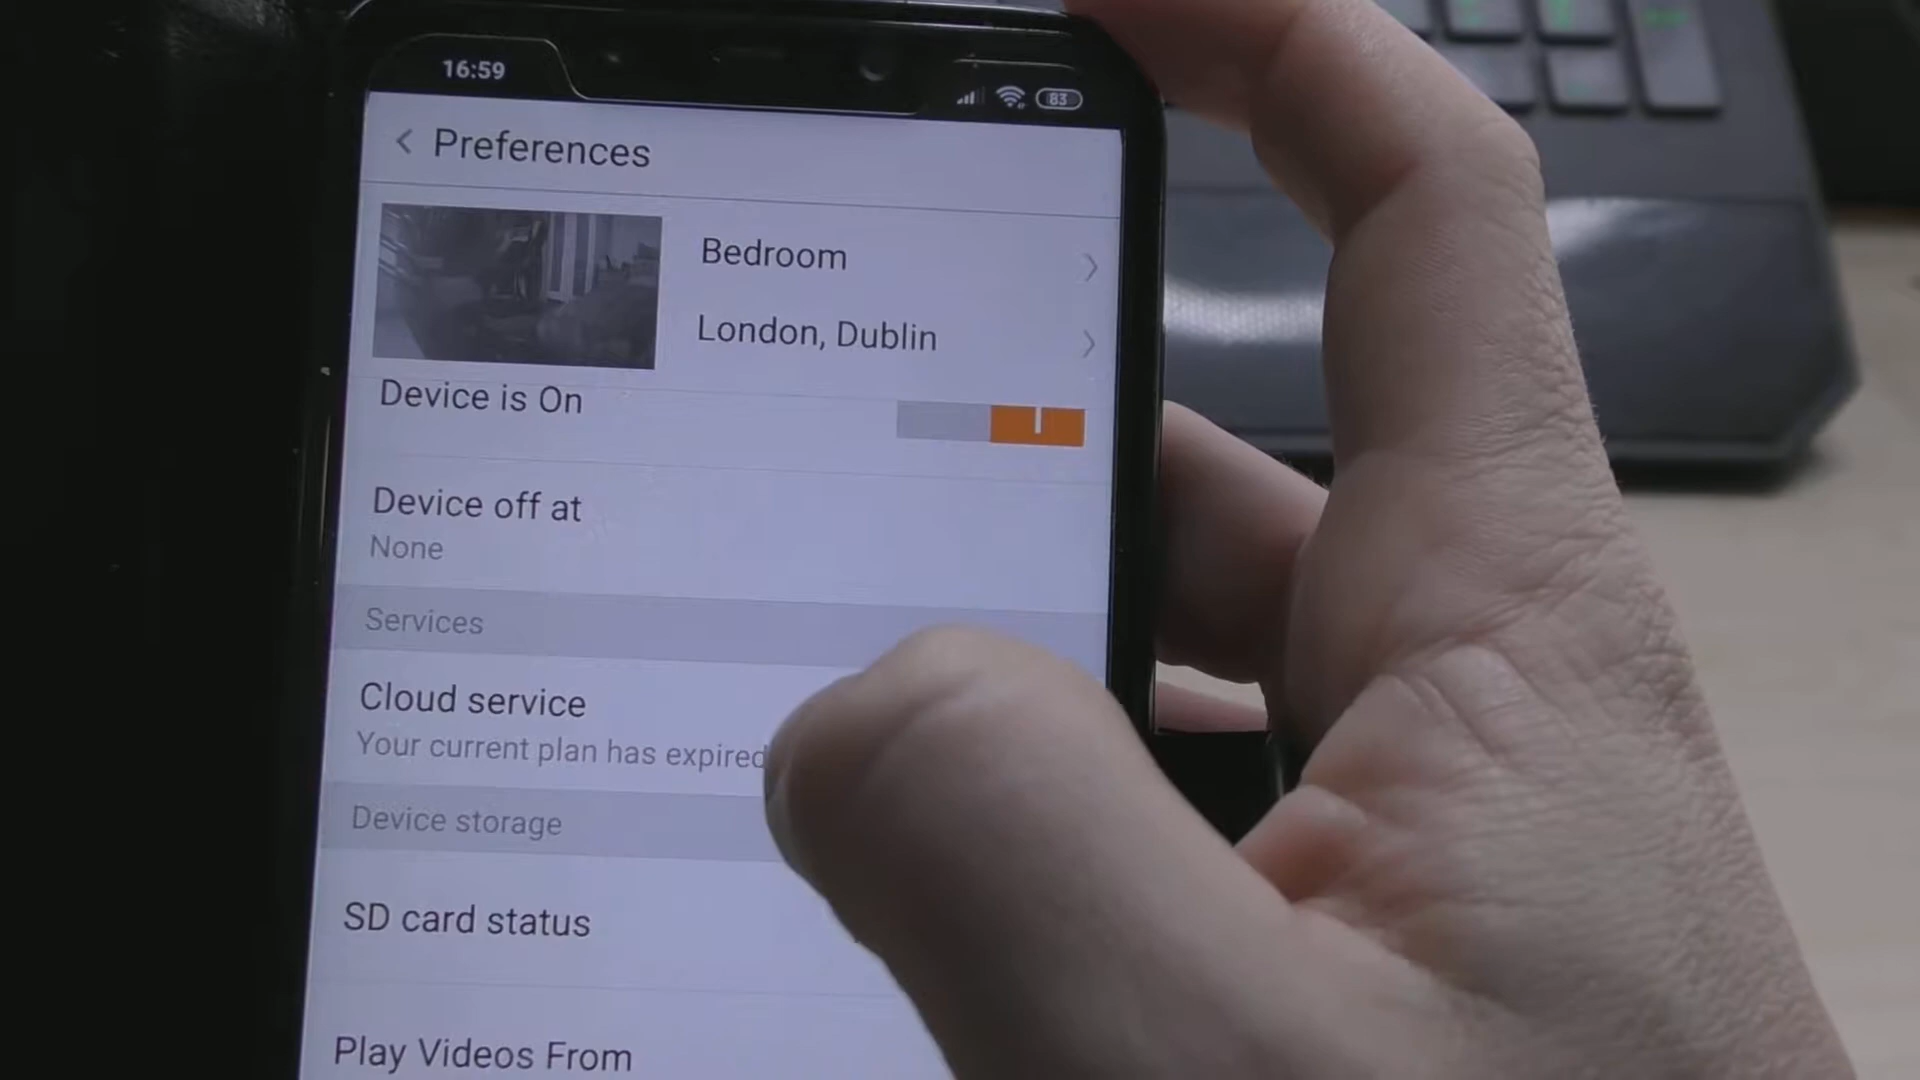 16:59
83
Preferences
Bedroom
London, Dublin
Device is On
Device off at
None
Services
Cloud service
Your current plan has expired
Device storage
SD card status
Play Videos From